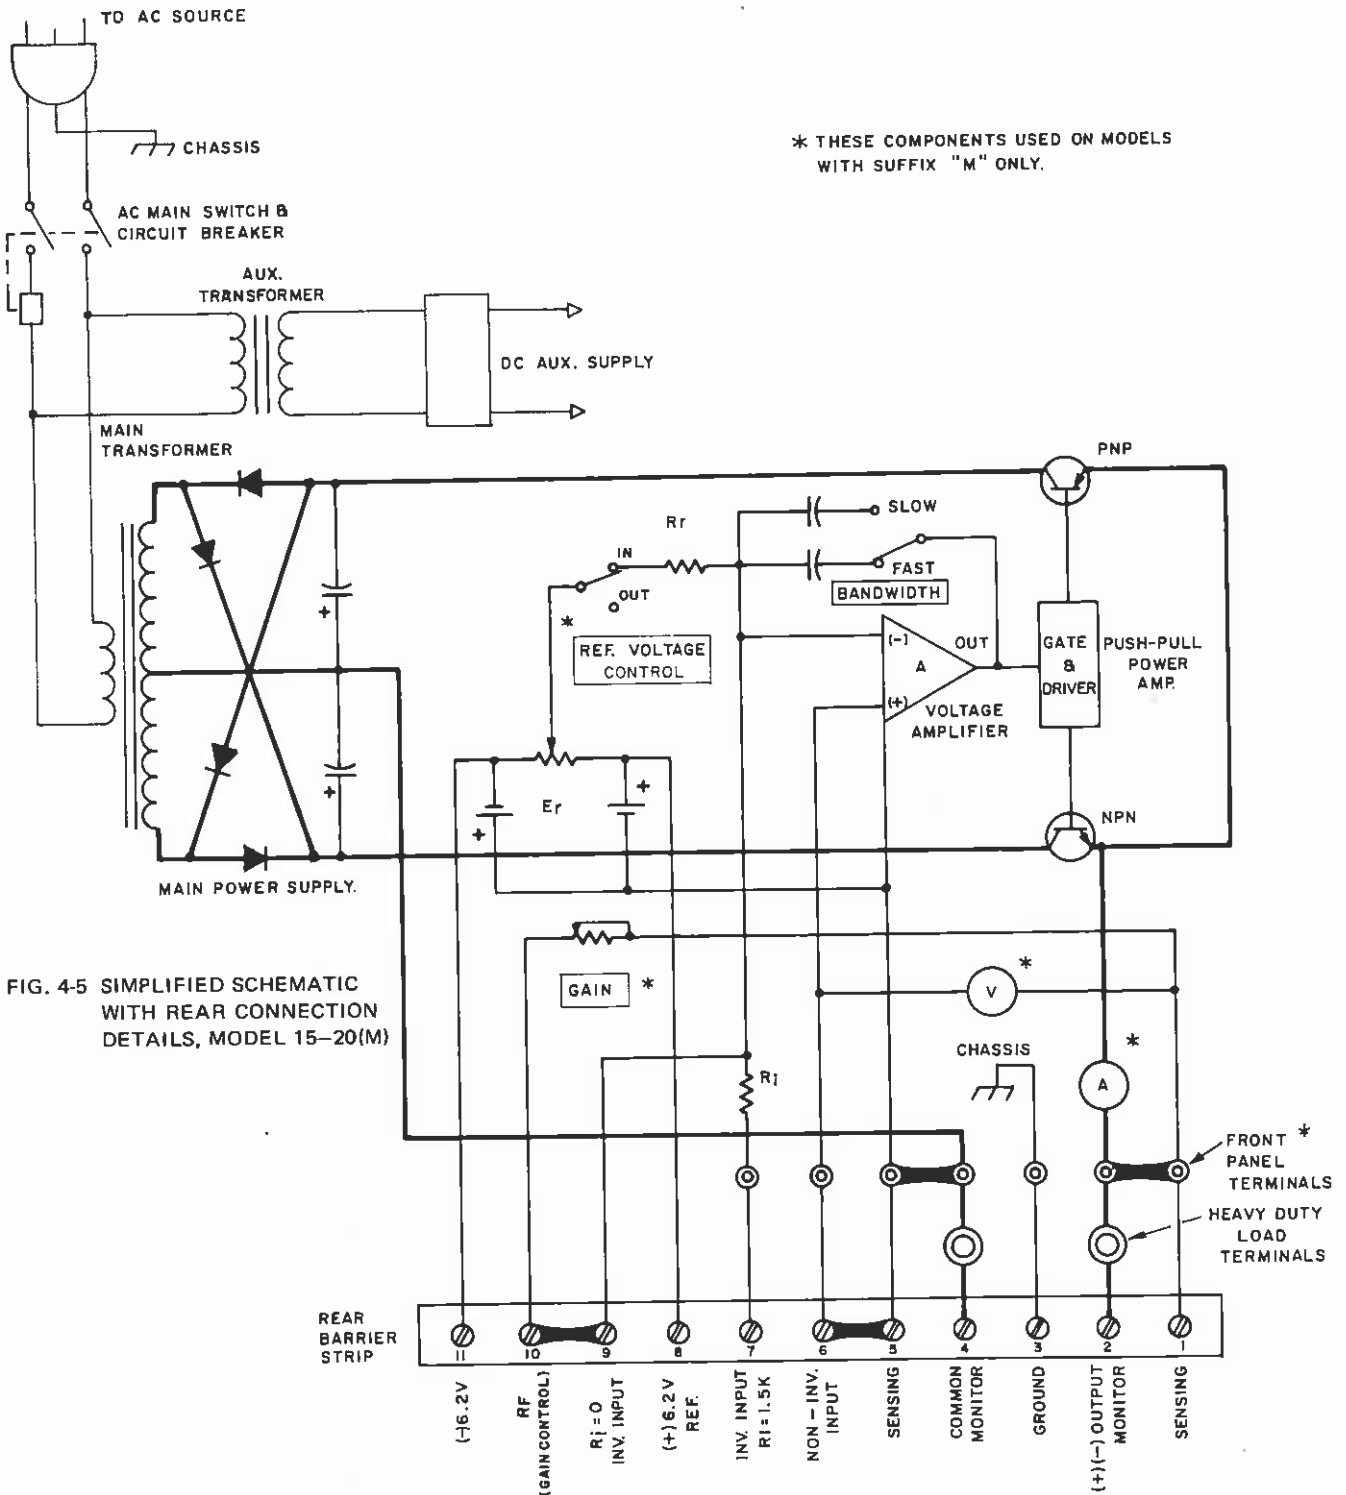 TO AC SOURCE
CHASSIS
* THESE COMPONENTS USED ON MODELS
WITH SUFFIX "M" ONLY.
AC MAIN SWITCH &
CIRCUIT BREAKER
AUX.
TRANSFORMER
DC AUX. SUPPLY
MAIN
TRANSFORMER
PNP
SLOW
Rr
IN
FAST
OUT
BANDWIDTH
*
REF. VOLTAGE
CONTROL
(-)
OUT
A
(+)
VOLTAGE
AMPLIFIER
GATE
&
DRIVER
PUSH-PULL
POWER
AMP.
+
+
+
Er
+
NPN
MAIN POWER SUPPLY.
GAIN *
V
*
FIG. 4-5 SIMPLIFIED SCHEMATIC
WITH REAR CONNECTION
DETAILS, MODEL 15-20(M)
CHASSIS
*
A
Ri
FRONT *
PANEL
TERMINALS
HEAVY DUTY
LOAD
TERMINALS
REAR
BARRIER
STRIP
11 10 9 8 7 6 5 4 3 2 1
(-)6.2V
RF
(GAIN CONTROL)
Ri=0
INV. INPUT
(+)6.2V
REF.
INV. INPUT
RI=1.5K
NON-INV.
INPUT
SENSING
COMMON
MONITOR
GROUND
(+)(-) OUTPUT
MONITOR
SENSING